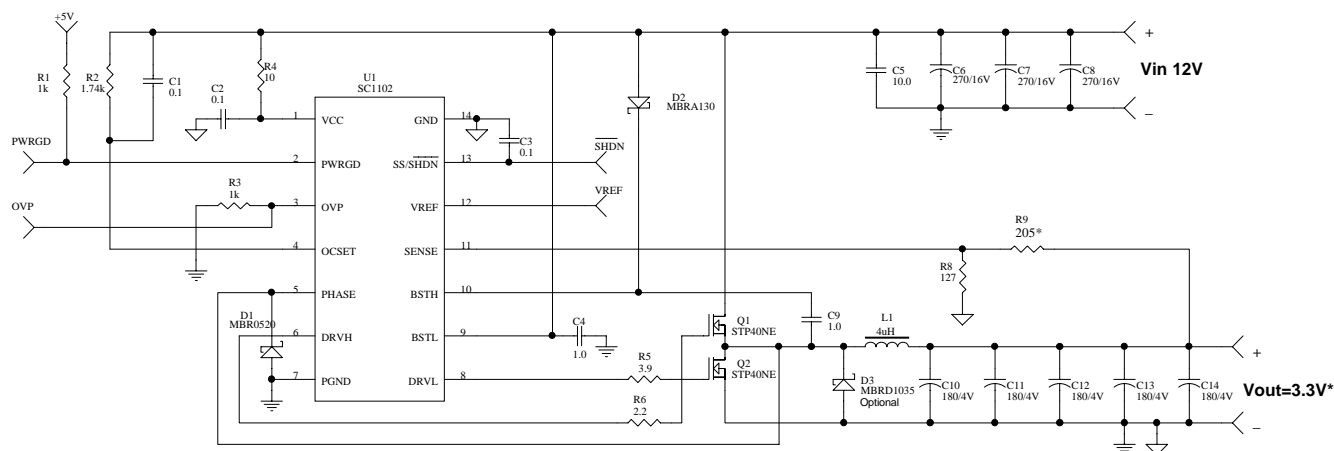 +5V
R1
1k
R2
1.74k
C1
0.1
R4
10
C2
0.1
U1
SC1102
1
VCC
GND
14
2
PWRGD
SS/SHDN
13
3
OVP
VREF
12
4
OCSET
SENSE
11
5
PHASE
BSTH
10
6
DRVH
BSTL
9
7
PGND
DRVL
8
PWRGD
OVP
R3
1k
D1
MBR0520
C3
0.1
SHDN
VREF
D2
MBRA130
C5
10.0
C6
270/16V
C7
270/16V
C8
270/16V
+
Vin 12V
_
R9
205*
R8
127
C4
1.0
Q1
STP40NE
Q2
STP40NE
R5
3.9
R6
2.2
C9
1.0
L1
4uH
D3
MBRD1035
Optional
C10
180/4V
C11
180/4V
C12
180/4V
C13
180/4V
C14
180/4V
+
Vout=3.3V*
_